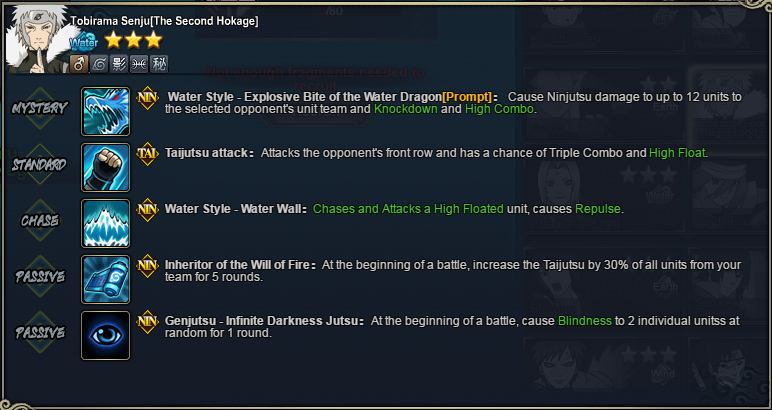 /80
Tobirama Senju[The Second Hokage]
Water
影 秘
MYSTERY
NIN Water Style - Explosive Bite of the Water Dragon[Prompt]： Cause Ninjutsu damage to up to 12 units to
the selected opponent's unit team and Knockdown and High Combo.
STANDARD
TAI Taijutsu attack：Attacks the opponent's front row and has a chance of Triple Combo and High Float.
CHASE
NIN Water Style - Water Wall：Chases and Attacks a High Floated unit, causes Repulse.
PASSIVE
NIN Inheritor of the Will of Fire：At the beginning of a battle, increase the Taijutsu by 30% of all units from your
team for 5 rounds.
PASSIVE
NIN Genjutsu - Infinite Darkness Jutsu：At the beginning of a battle, cause Blindness to 2 individual unitss at
random for 1 round.
Earth
Wind